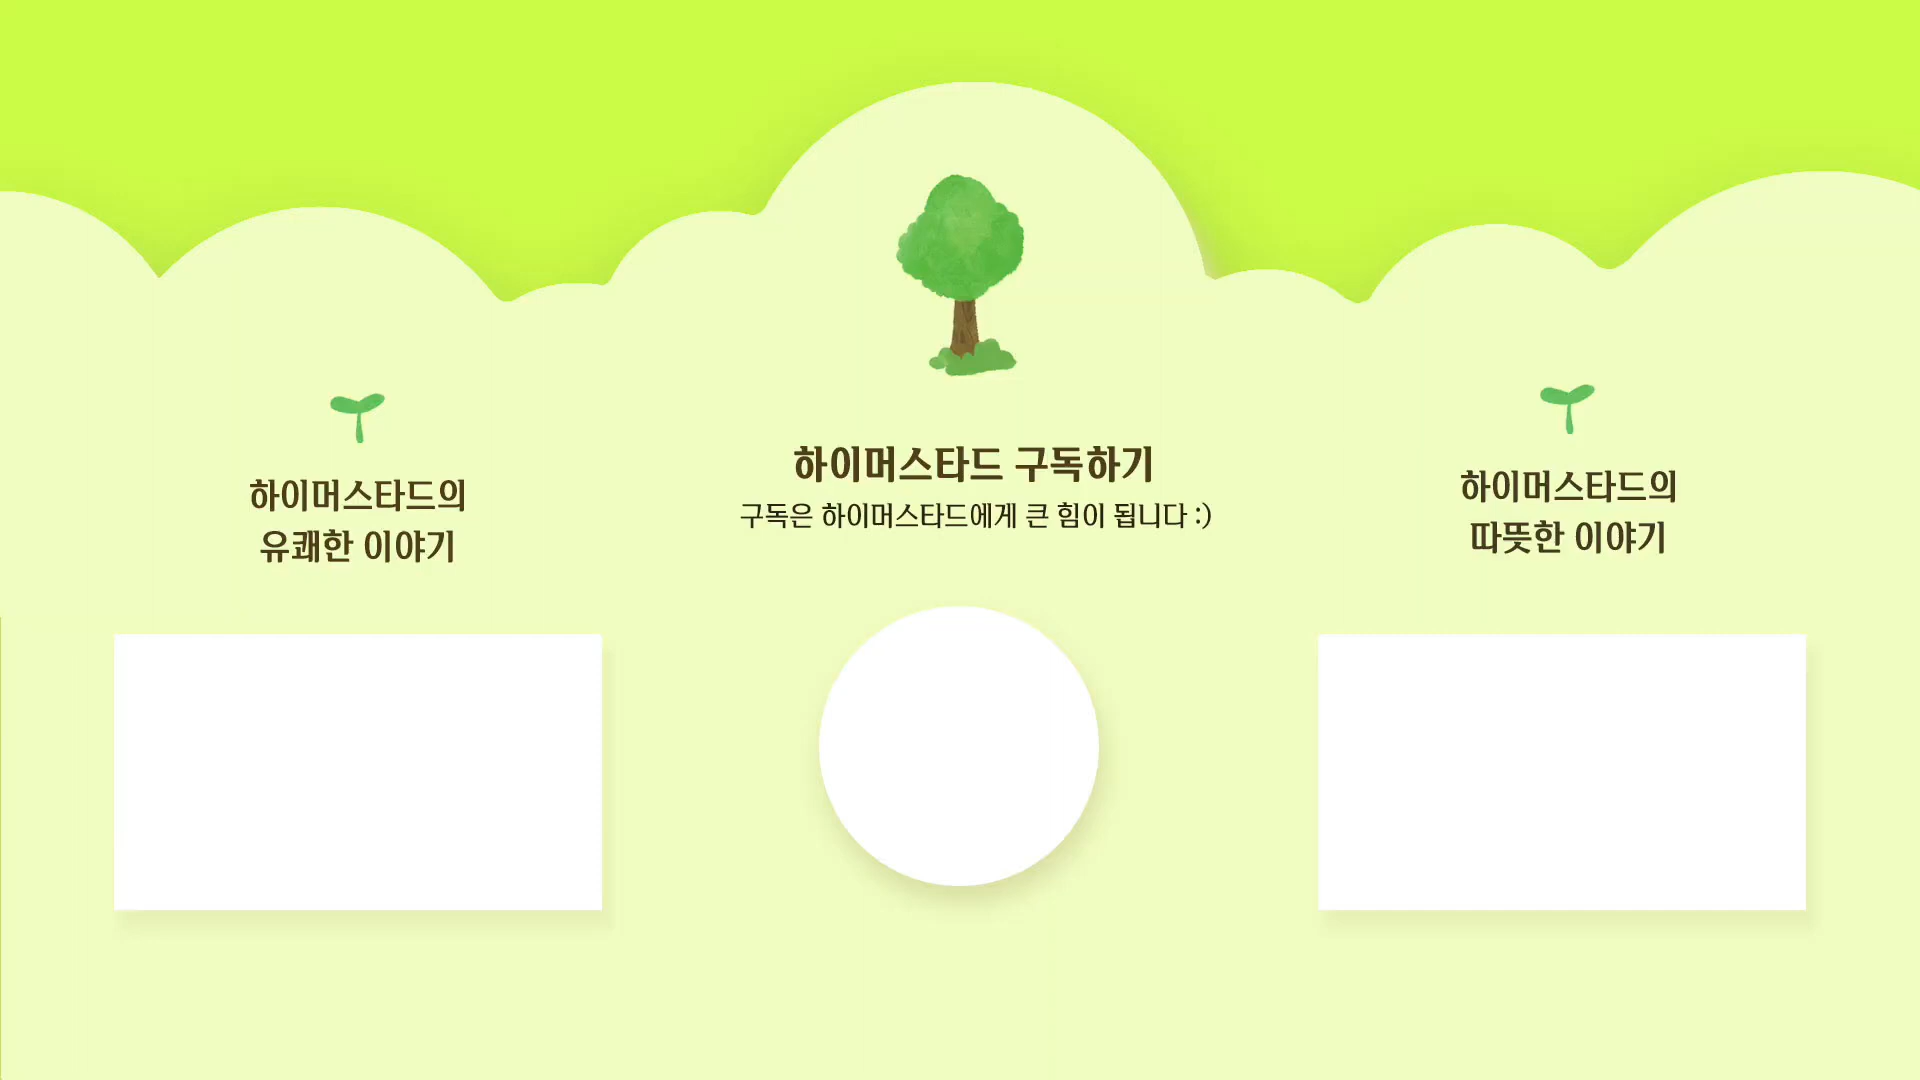 하이머스타드의
유쾌한 이야기
하이머스타드 구독하기
구독은 하이머스타드에게 큰 힘이 됩니다 :)
하이머스타드의
따뜻한 이야기